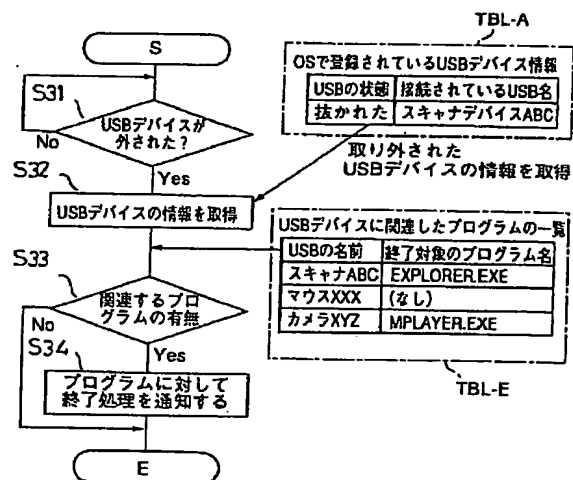 TBL-A
S
OSで登録されているUSBデバイス情報
USBの状態 接続されているUSB名
抜かれた スキャナデバイスABC
S31
USBデバイスが
外された?
No
Yes
取り外された
USBデバイスの情報を取得
S32
USBデバイスの情報を取得
USBデバイスに関連したプログラムの一覧
USBの名前 終了対象のプログラム名
スキャナABC EXPLORER.EXE
マウスXXX (なし)
カメラXYZ MPLAYER.EXE
S33
関連するプロ
グラムの有無
No
Yes
S34
プログラムに対して
終了処理を通知する
TBL-E
E